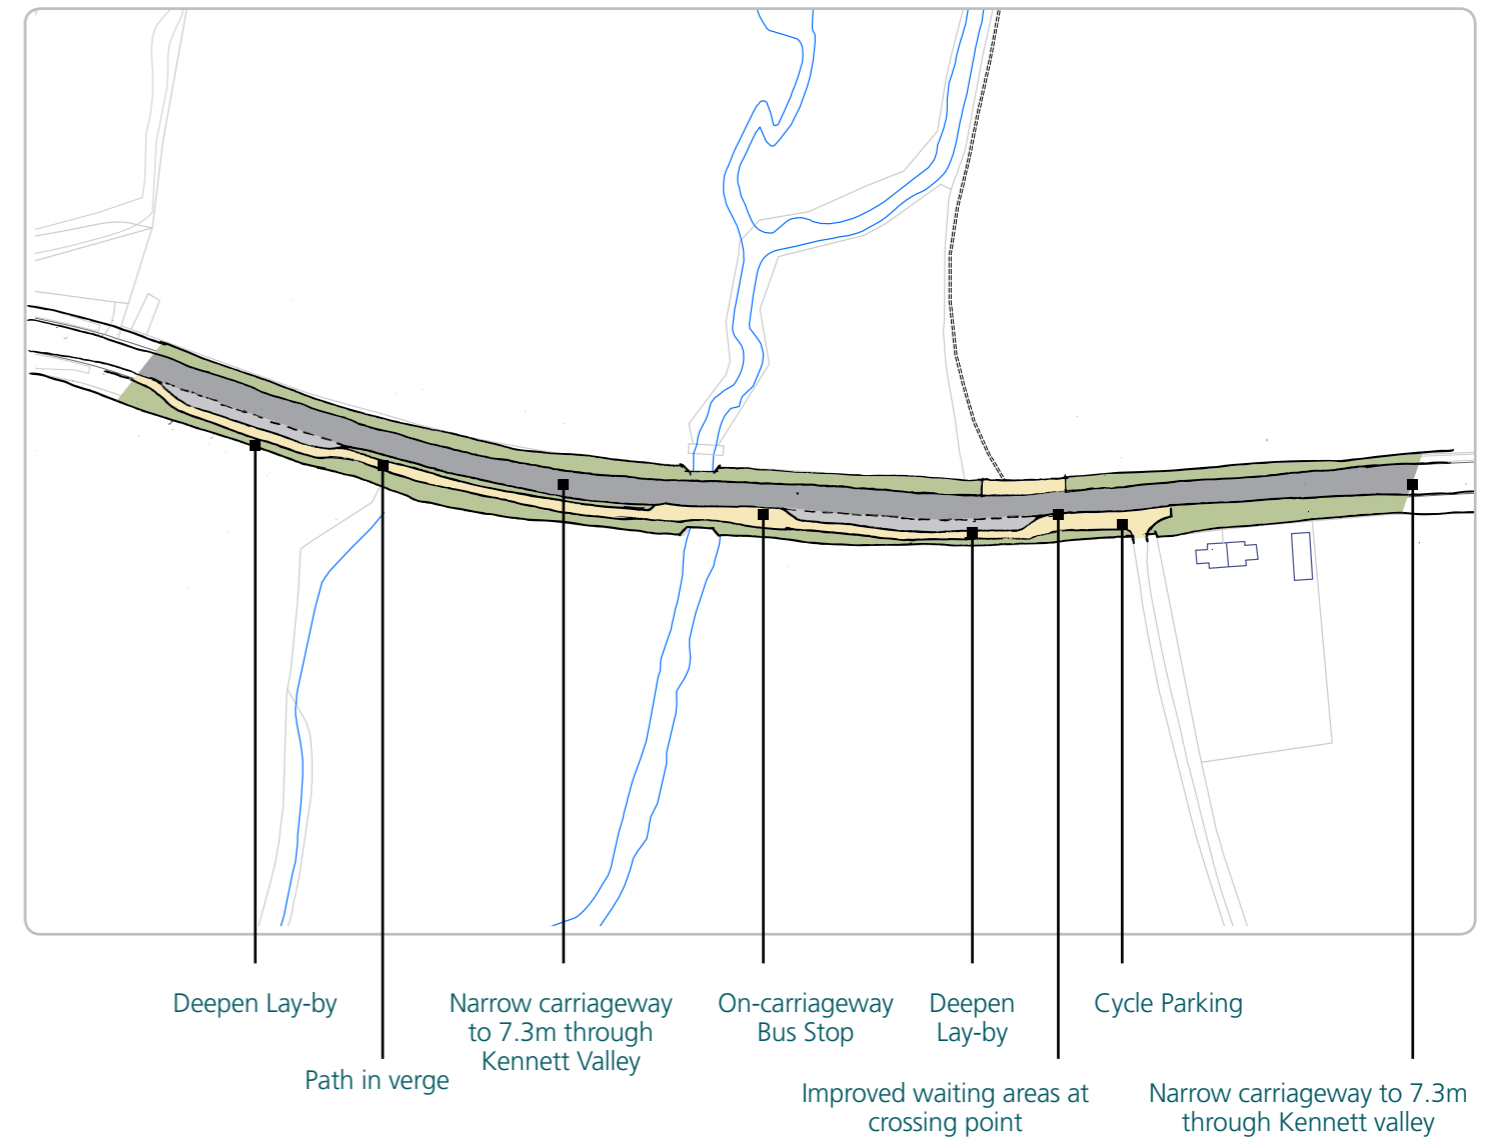 Deepen Lay-by
Path in verge
Narrow carriageway
to 7.3m through
Kennett Valley
On-carriageway
Bus Stop
Deepen
Lay-by
Improved waiting areas at
crossing point
Cycle Parking
Narrow carriageway to 7.3m
through Kennett valley